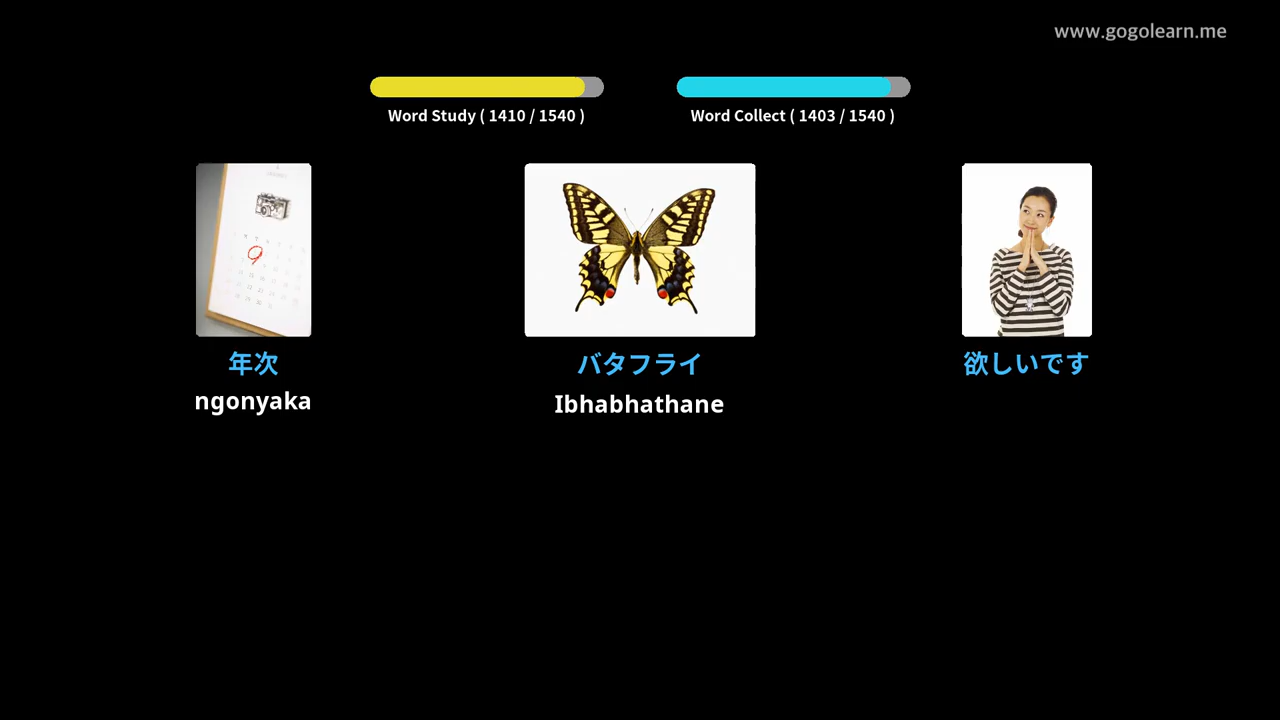 www.gogolearn.me
Word Study ( 1410 / 1540 )
Word Collect ( 1403 / 1540 )
年次
バタフライ
欲しいです
ngonyaka
Ibhabhathane